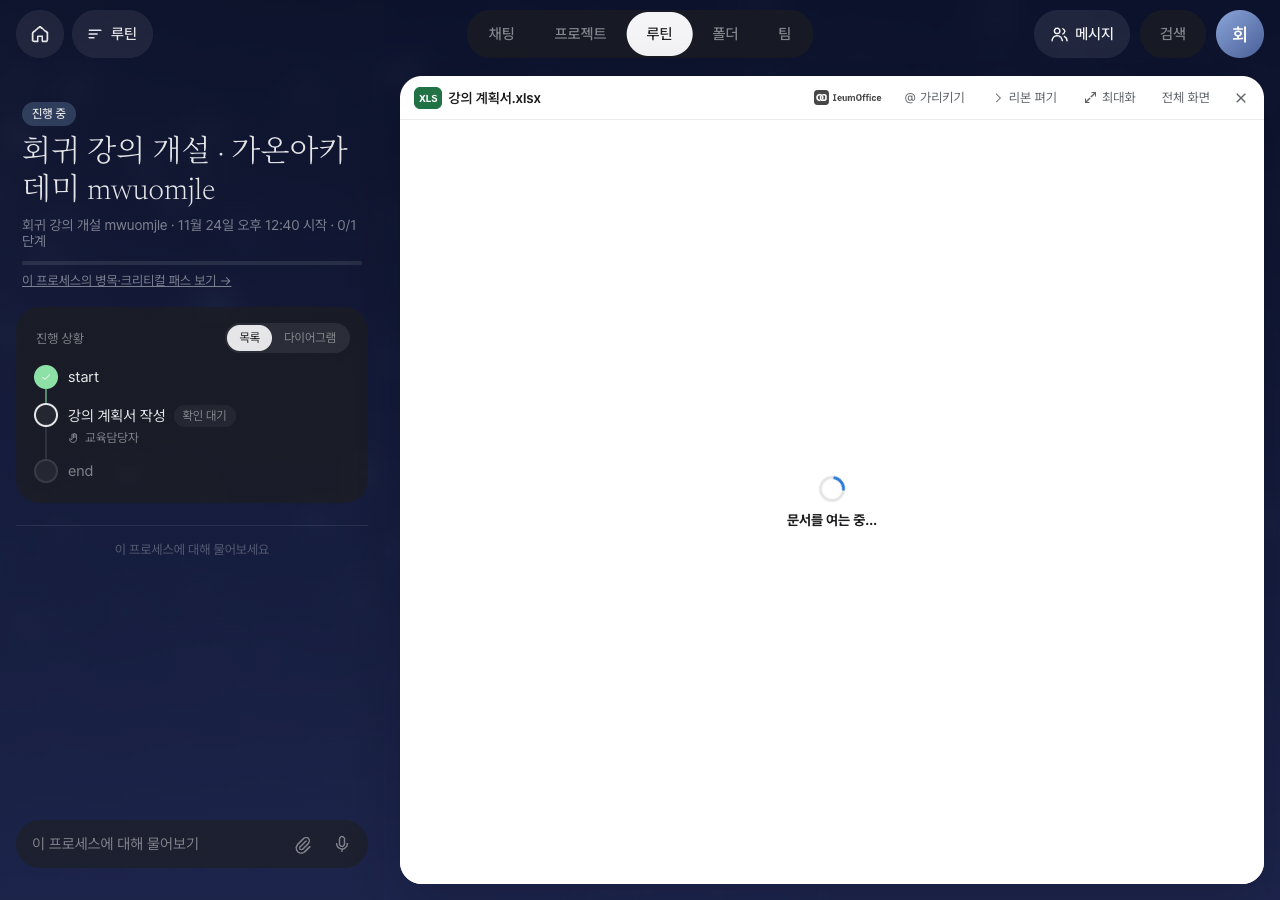 루틴
채팅
프로젝트
루틴
폴더
팀
메시지
검색
회
진행 중
회귀 강의 개설 · 가온아카
데미 mwuomjle
회귀 강의 개설 mwuomjle · 11월 24일 오후 12:40 시작 · 0/1
단계
이 프로세스의 병목·크리티컬 패스 보기 →
진행 상황
목록
다이어그램
start
강의 계획서 작성
확인 대기
교육담당자
end
이 프로세스에 대해 물어보세요
이 프로세스에 대해 물어보기
XLS
강의 계획서.xlsx
IeumOffice
@ 가리키기
리본 펴기
최대화
전체 화면
문서를 여는 중...